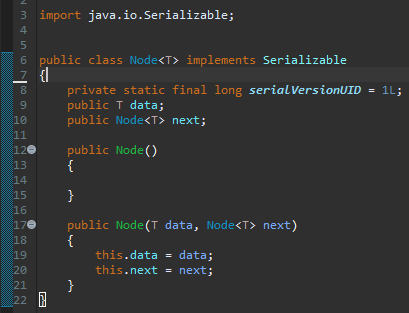 3 import java.io.Serializable;
4
5
6 public class Node<T> implements Serializable
7 {
8 private static final long serialVersionUID = 1L;
9 public T data;
10 public Node<T> next;
11
12 public Node()
13 {
14
15 }
16
17 public Node(T data, Node<T> next)
18 {
19 this.data = data;
20 this.next = next;
21 }
22 }